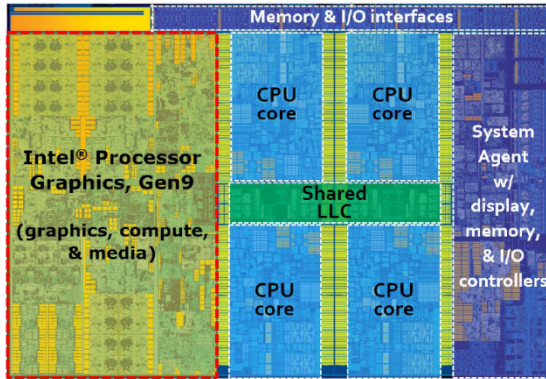 Memory & I/O interfaces
Intel® Processor
Graphics, Gen9
(graphics, compute,
& media)
CPU
core
CPU
core
Shared
LLC
CPU
core
CPU
core
System
Agent
w/
display,
memory,
& I/O
controllers